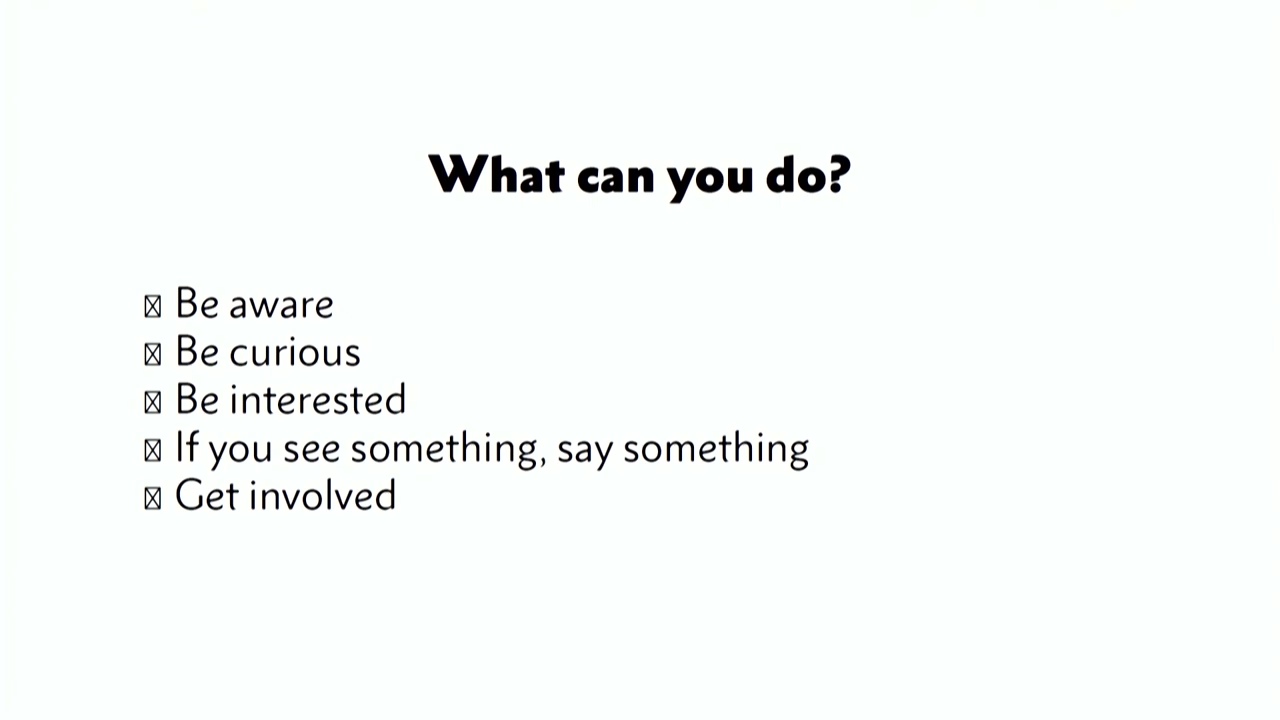 What can you do?
☒ Be aware
☒ Be curious
☒ Be interested
☒ If you see something, say something
☒ Get involved